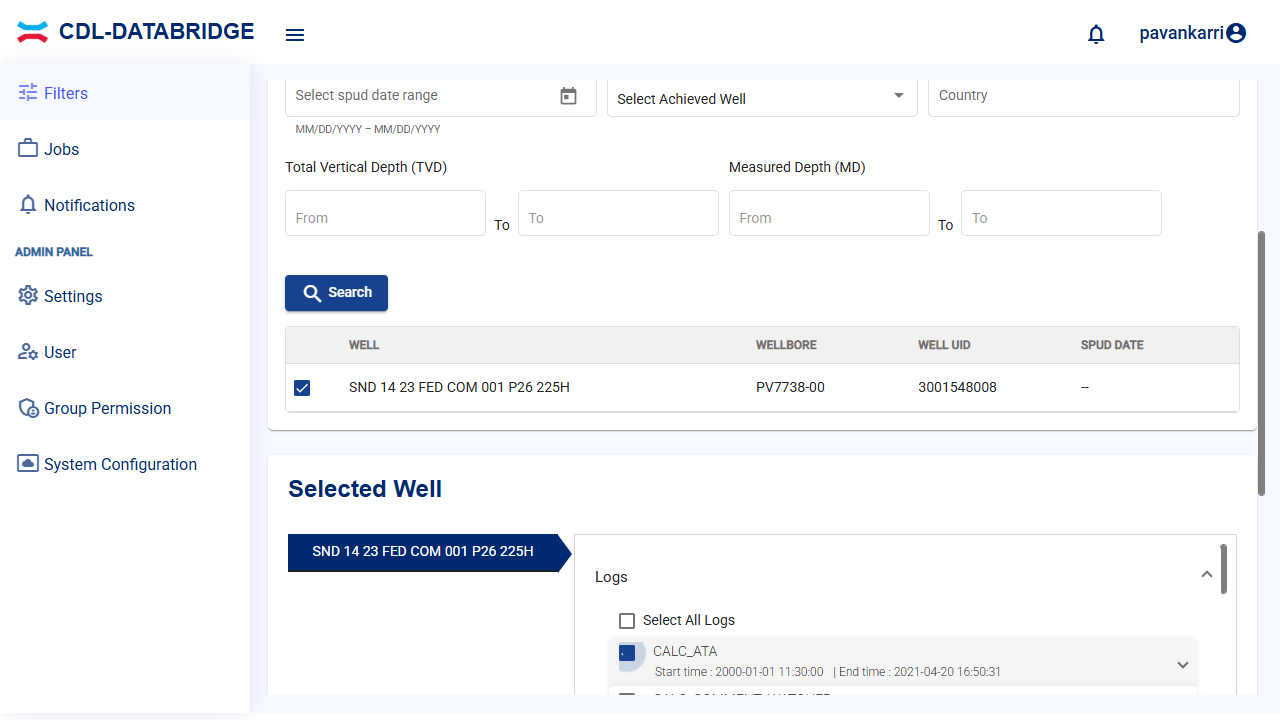 CDL-DATABRIDGE
pavankarri
Filters
Jobs
Notifications
ADMIN PANEL
Settings
User
Group Permission
System Configuration
Select spud date range
Select Achieved Well
Country
MM/DD/YYYY – MM/DD/YYYY
Total Vertical Depth (TVD)
Measured Depth (MD)
From
To
To
From
To
To
Search
WELL WELLBORE WELL UID SPUD DATE
SND 14 23 FED COM 001 P26 225H PV7738-00 3001548008 --
Selected Well
SND 14 23 FED COM 001 P26 225H
Logs
Select All Logs
CALC_ATA
Start time : 2000-01-01 11:30:00 | End time : 2021-04-20 16:50:31